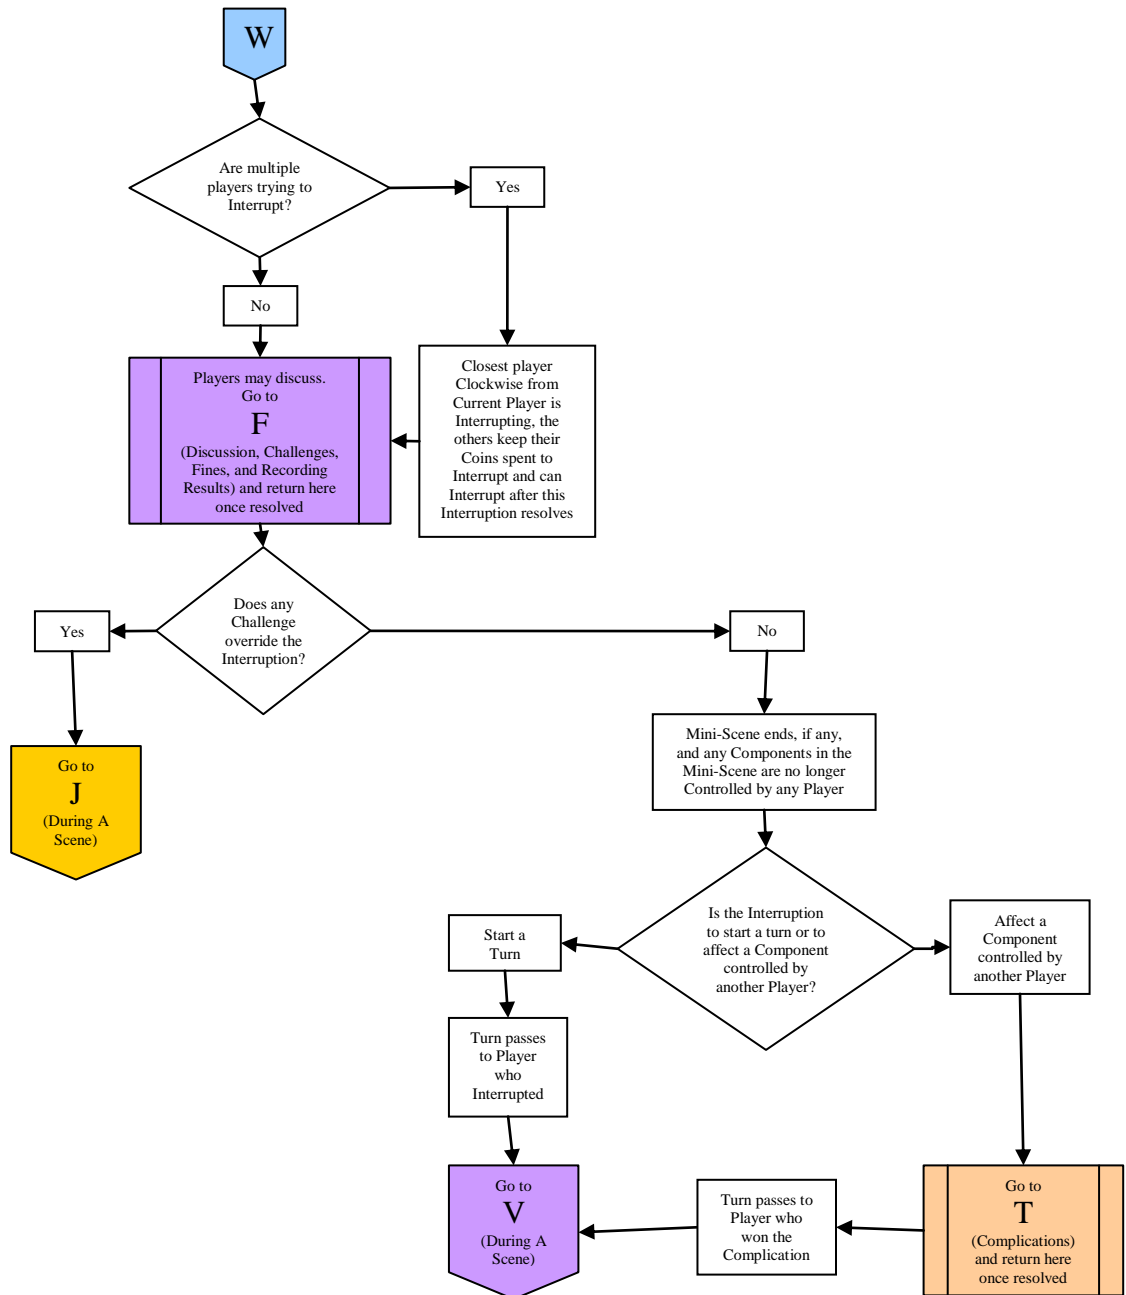 W
Are multiple
players trying to
Interrupt?
Yes
No
Players may discuss.
Go to
F
(Discussion, Challenges,
Fines, and Recording
Results) and return here
once resolved
Closest player
Clockwise from
Current Player is
Interrupting, the
others keep their
Coins spent to
Interrupt and can
Interrupt after this
Interruption resolves
Does any
Challenge
override the
Interruption?
Yes
No
Go to
J
(During A
Scene)
Mini-Scene ends, if any,
and any Components in the
Mini-Scene are no longer
Controlled by any Player
Is the Interruption
to start a turn or to
affect a Component
controlled by
another Player?
Start a
Turn
Affect a
Component
controlled by
another Player
Turn passes
to Player
who
Interrupted
Go to
V
(During A
Scene)
Turn passes to
Player who
won the
Complication
Go to
T
(Complications)
and return here
once resolved